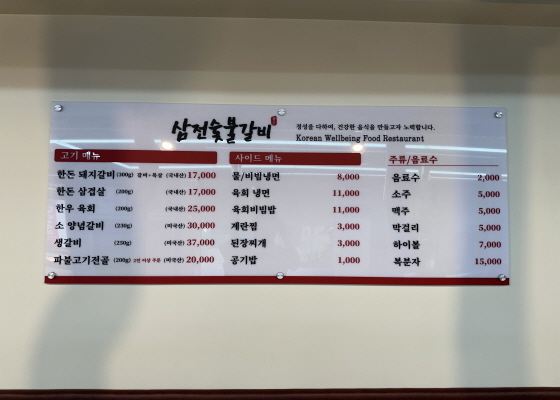 삼전숯불갈비
정성을 다하여, 건강한 음식을 만들고자 노력합니다.
Korean Wellbeing Food Restaurant
고기 메뉴
한돈 돼지갈비 (300g) 갈비+목살 (국내산) 17,000
한돈 삼겹살 (200g) (국내산) 17,000
한우 육회 (200g) (국내산) 25,000
소 양념갈비 (230g) (미국산) 30,000
생갈비 (250g) (미국산) 37,000
파불고기전골 (200g) 2인 이상 주문 (미국산) 20,000
사이드 메뉴
물/비빔냉면 8,000
육회 냉면 11,000
육회비빔밥 11,000
계란찜 3,000
된장찌개 3,000
공기밥 1,000
주류/음료수
음료수 2,000
소주 5,000
맥주 5,000
막걸리 5,000
하이볼 7,000
복분자 15,000